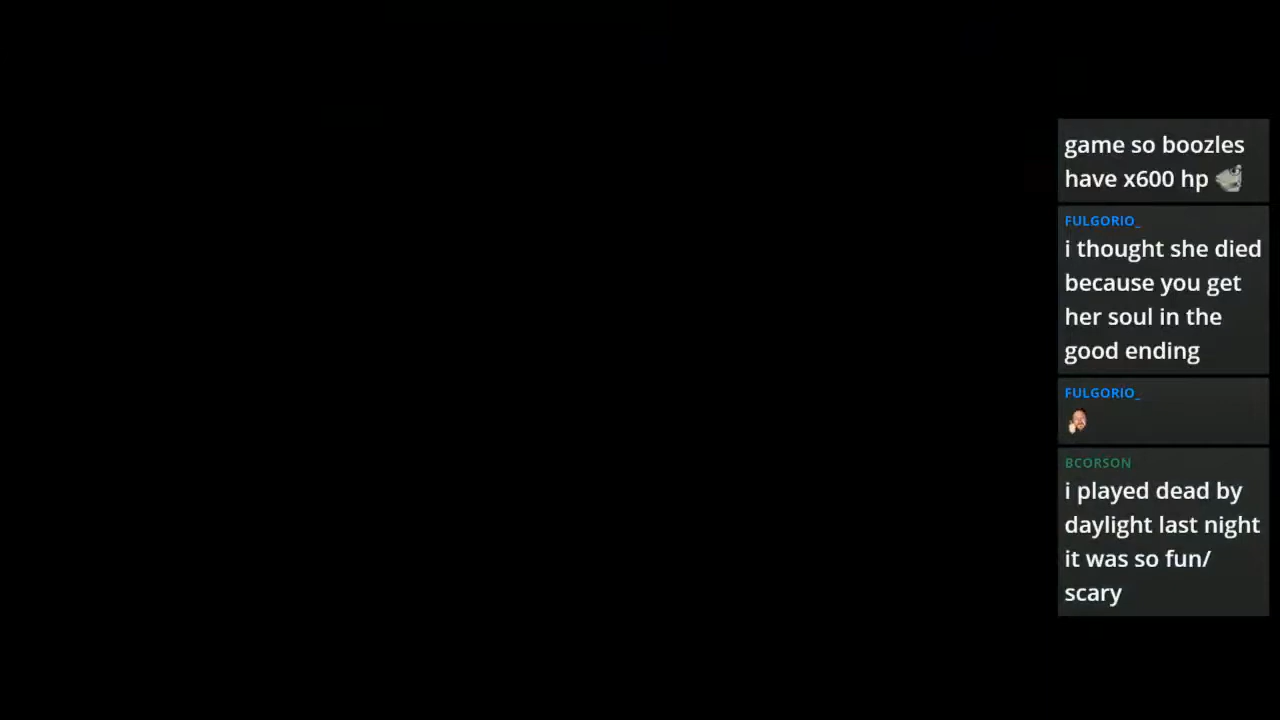 game so boozles
have x600 hp
FULGORIO_
i thought she died
because you get
her soul in the
good ending
FULGORIO_
BCORSON
i played dead by
daylight last night
it was so fun/
scary